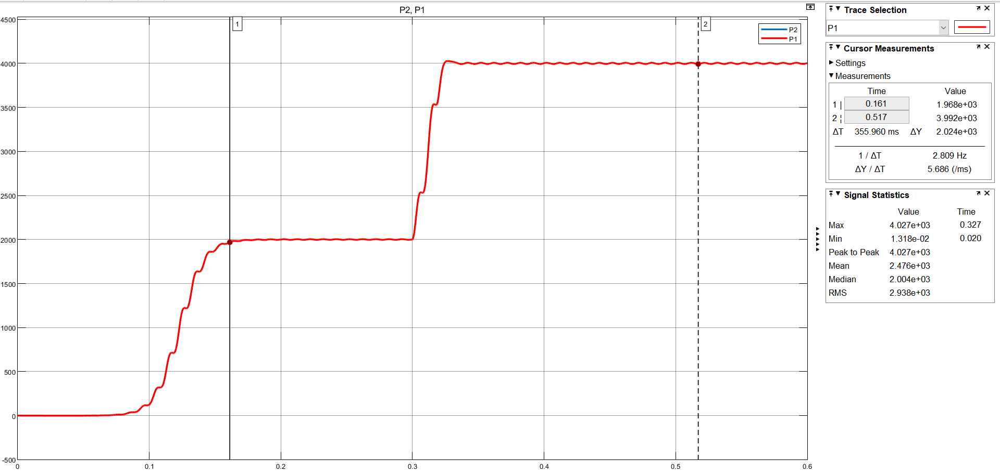 P2, P1
4500
4000
3500
3000
2500
2000
1500
1000
500
0
-500
0
0.1
0.2
0.3
0.4
0.5
0.6
1
2
P2
P1
Trace Selection
P1
Cursor Measurements
Settings
Measurements
Time Value
1 | 0.161 1.968e+03
2 ¦ 0.517 3.992e+03
ΔT 355.960 ms ΔY 2.024e+03
1 / ΔT 2.809 Hz
ΔY / ΔT 5.686 (/ms)
Signal Statistics
Value Time
Max 4.027e+03 0.327
Min 1.318e-02 0.020
Peak to Peak 4.027e+03
Mean 2.476e+03
Median 2.004e+03
RMS 2.938e+03